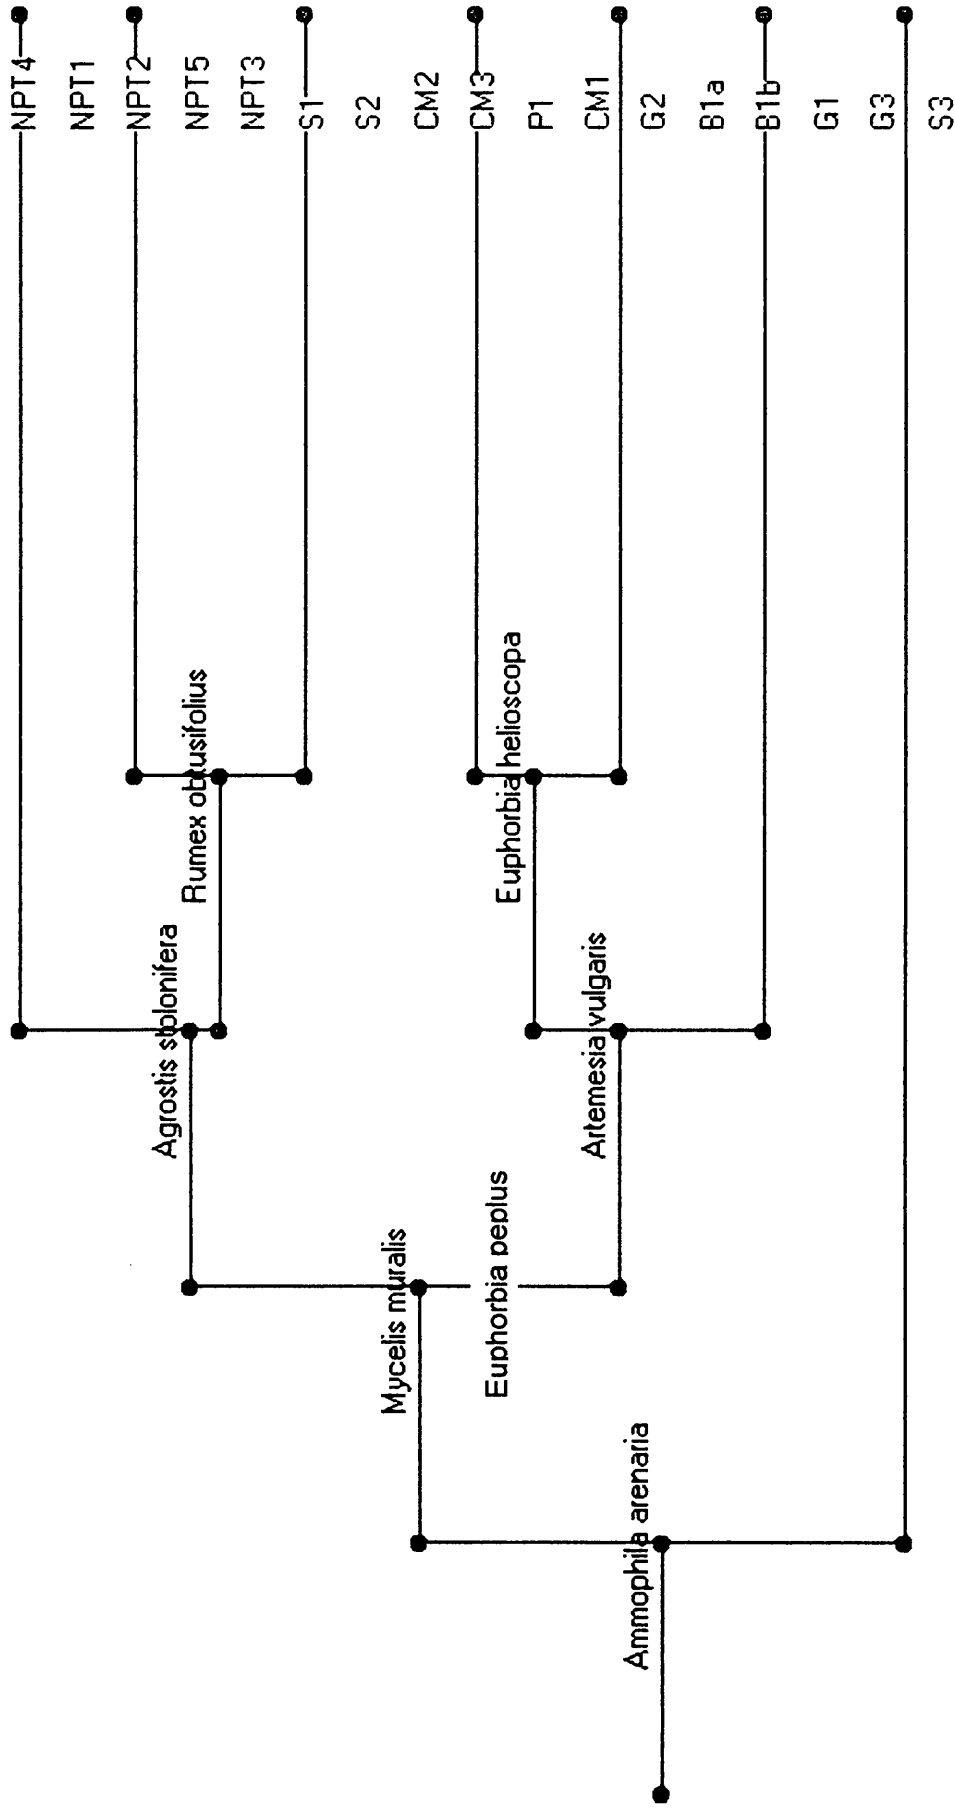 NPT4
NPT1
NPT2
NPT5
NPT3
S1
S2
CM2
CM3
P1
CM1
G2
B1a
B1b
G1
G3
S3
Rumex obtusifolius
Euphorbia helioscopa
Agrostis stolonifera
Artemesia vulgaris
Mycelis muralis
Euphorbia peplus
Ammophila arenaria